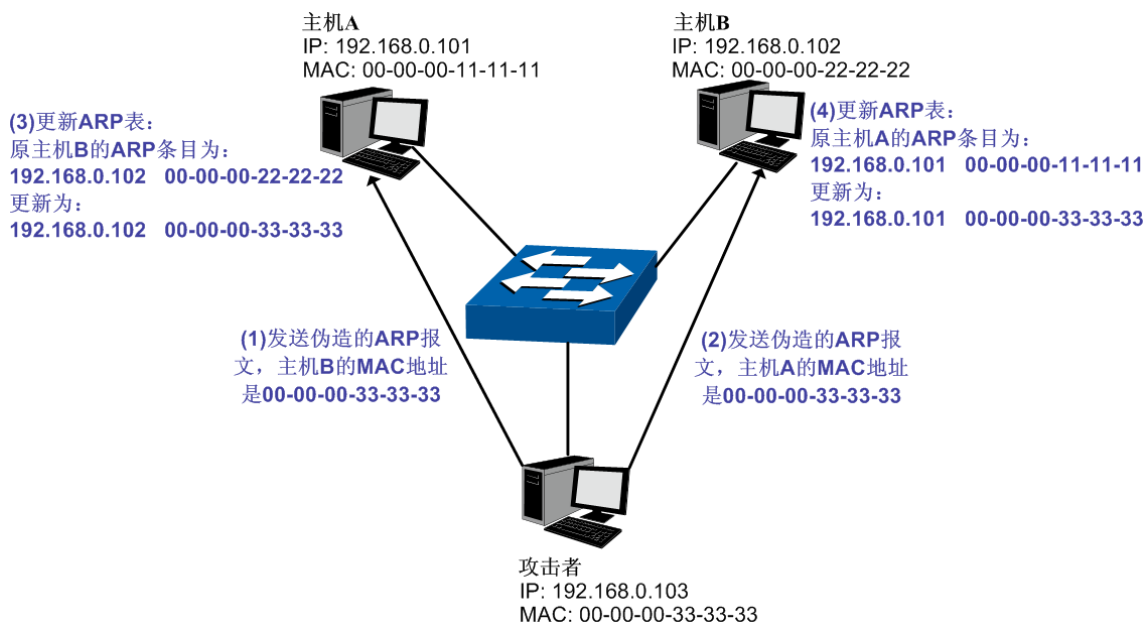 主机A
IP: 192.168.0.101
MAC: 00-00-00-11-11-11
主机B
IP: 192.168.0.102
MAC: 00-00-00-22-22-22
(3)更新ARP表：
原主机B的ARP条目为：
192.168.0.102 00-00-00-22-22-22
更新为：
192.168.0.102 00-00-00-33-33-33
(4)更新ARP表：
原主机A的ARP条目为：
192.168.0.101 00-00-00-11-11-11
更新为：
192.168.0.101 00-00-00-33-33-33
(1)发送伪造的ARP报
文，主机B的MAC地址
是00-00-00-33-33-33
(2)发送伪造的ARP报
文，主机A的MAC地址
是00-00-00-33-33-33
攻击者
IP: 192.168.0.103
MAC: 00-00-00-33-33-33